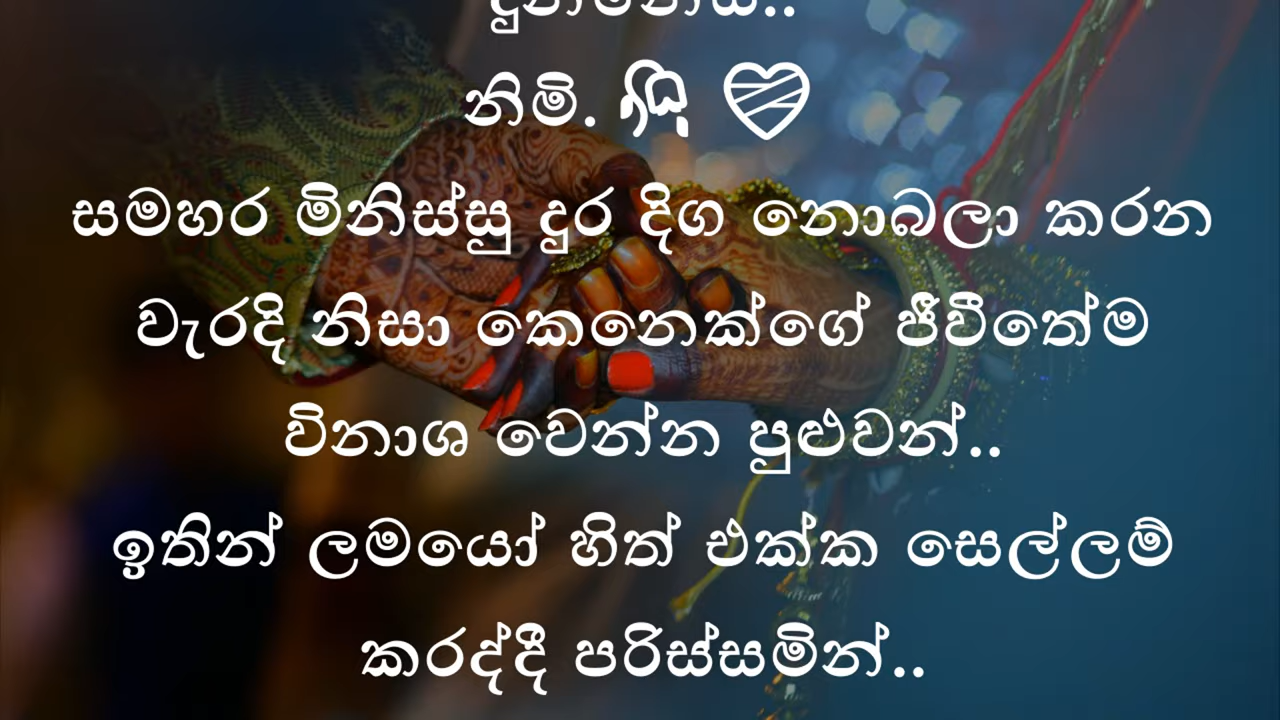 නිමි. 🥀 💝
සමහර මිනිස්සු දුර දිග නොබලා කරන
වැරදි නිසා කෙනෙක්ගේ ජීවිතේම
විනාශ වෙන්න පුළුවන්..
ඉතින් ලමයෝ හිත් එක්ක සෙල්ලම්
කරද්දී පරිස්සමින්..